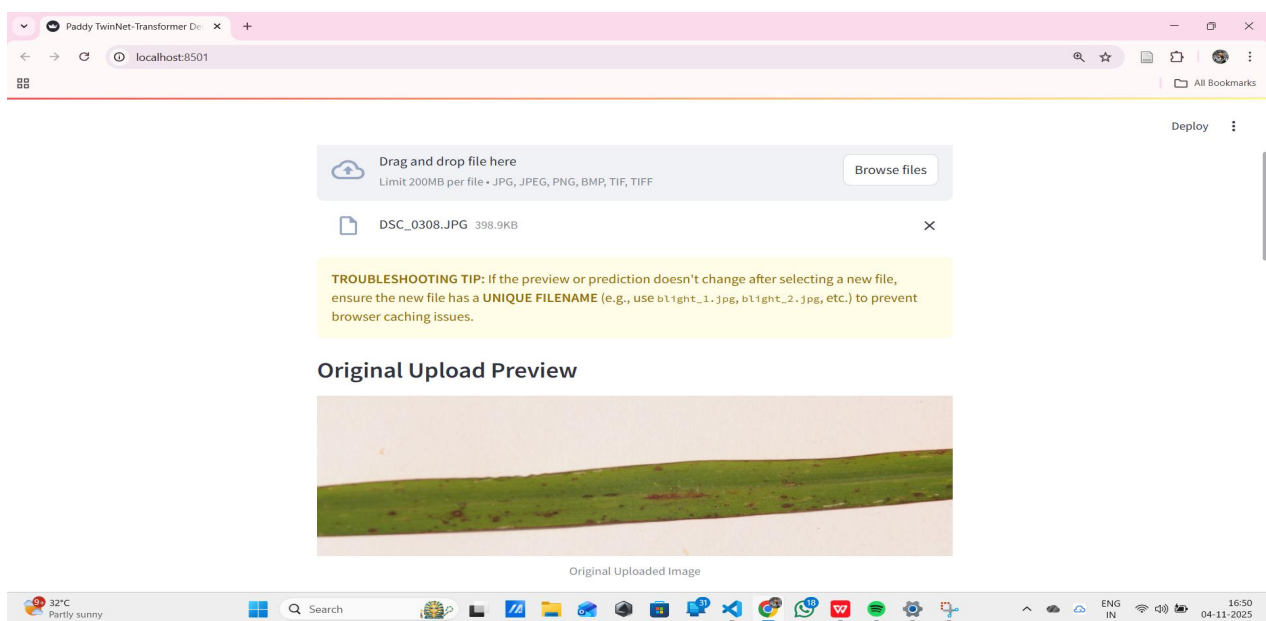 Paddy TwinNet-Transformer De
localhost:8501
All Bookmarks
Deploy
Drag and drop file here
Limit 200MB per file • JPG, JPEG, PNG, BMP, TIF, TIFF
Browse files
DSC_0308.JPG 398.9KB
TROUBLESHOOTING TIP: If the preview or prediction doesn't change after selecting a new file,
ensure the new file has a UNIQUE FILENAME (e.g., use blight_1.jpg, blight_2.jpg, etc.) to prevent
browser caching issues.
Original Upload Preview
Original Uploaded Image
9+
32°C
Partly sunny
Search
31
18
ENG
IN
16:50
04-11-2025